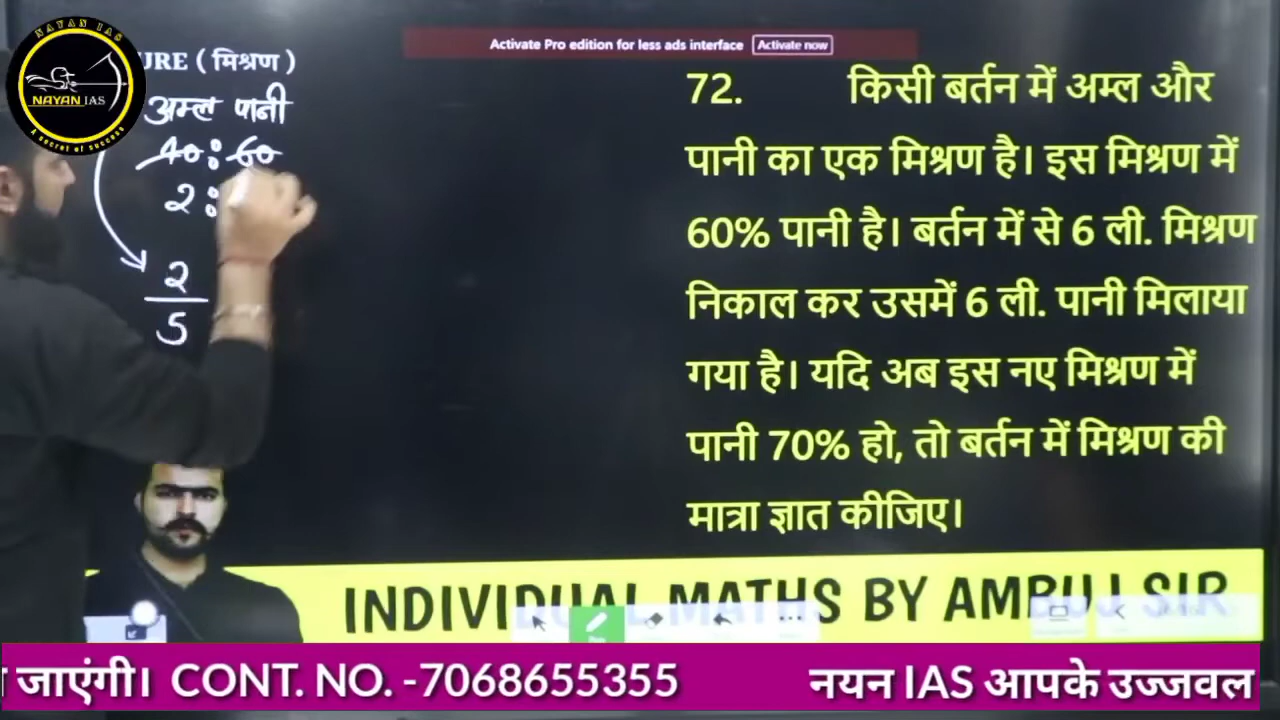 NAYAN IAS
NAYAN IAS
A secret of success
URE ( मिश्रण )
Activate Pro edition for less ads interface Activate now
अम्ल पानी
40 : 60
2 :
2
5
72. किसी बर्तन में अम्ल और
पानी का एक मिश्रण है। इस मिश्रण में
60% पानी है। बर्तन में से 6 ली. मिश्रण
निकाल कर उसमें 6 ली. पानी मिलाया
गया है। यदि अब इस नए मिश्रण में
पानी 70% हो, तो बर्तन में मिश्रण की
मात्रा ज्ञात कीजिए।
INDIVIDUAL MATHS BY AMBUJ SIR
जाएंगी। CONT. NO. -7068655355 नयन IAS आपके उज्जवल